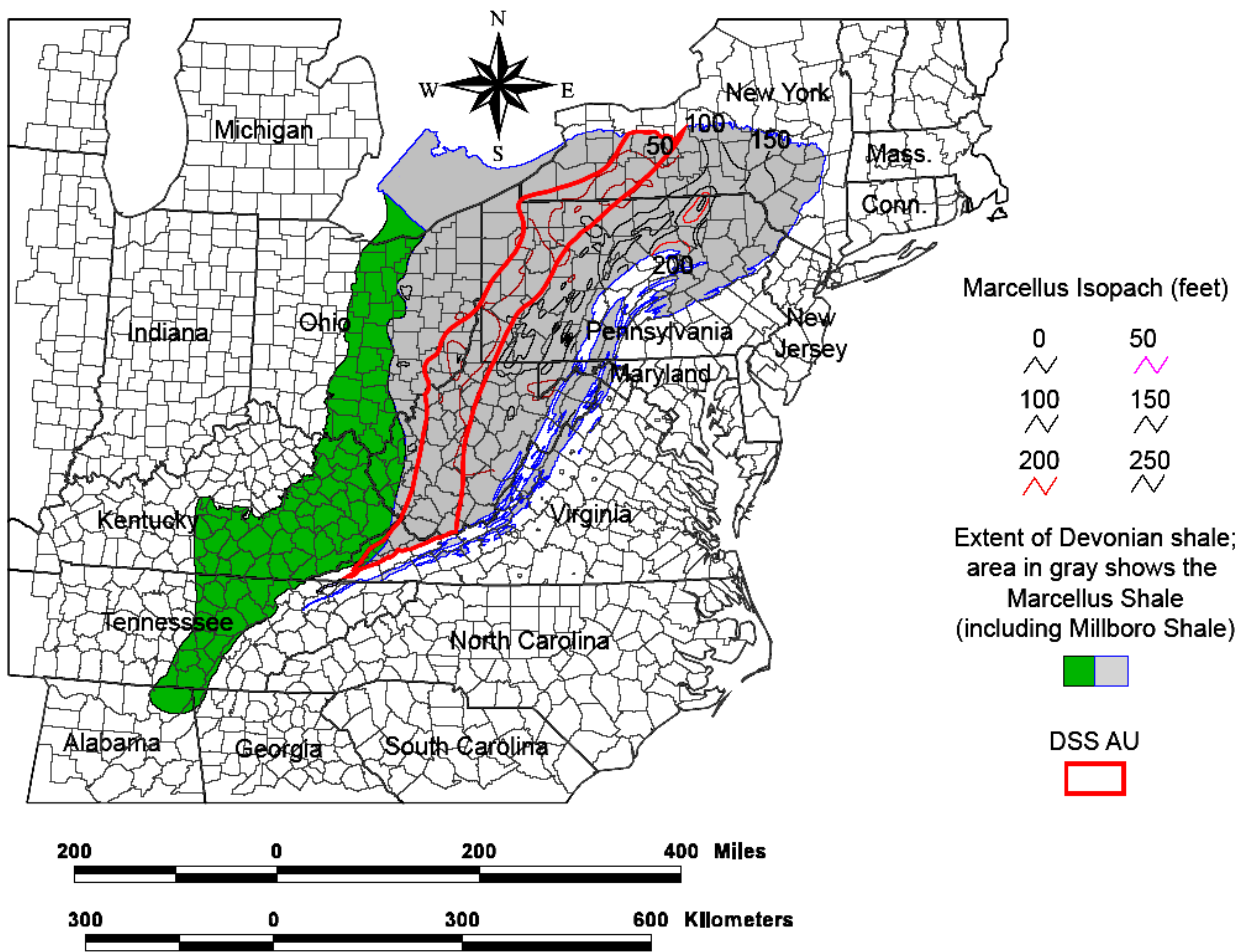 N
W E
S
New York
Michigan
100
50 150
Mass.
Conn.
200
Ohio
Indiana
Pennsylvania
New
Jersey
Maryland
Kentucky
Virginia
Tennesssee
North Carolina
Alabama
Georgia
South Carolina
Marcellus Isopach (feet)
0 50
100 150
200 250
Extent of Devonian shale;
area in gray shows the
Marcellus Shale
(including Millboro Shale)
DSS AU
200 0 200 400 Miles
300 0 300 600 Kilometers